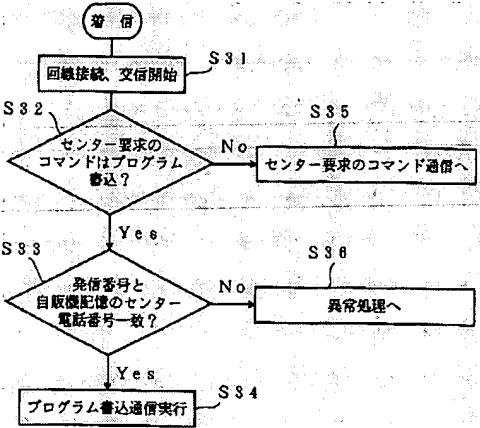 着 信
S31
回線接続、交信開始
S32
センター要求の
コマンドはプログラム
書込？
No
S35
センター要求のコマンド通信へ
Yes
S33
発信番号と
自販機記憶のセンター
電話番号一致？
No
S36
異常処理へ
Yes
S34
プログラム書込通信実行